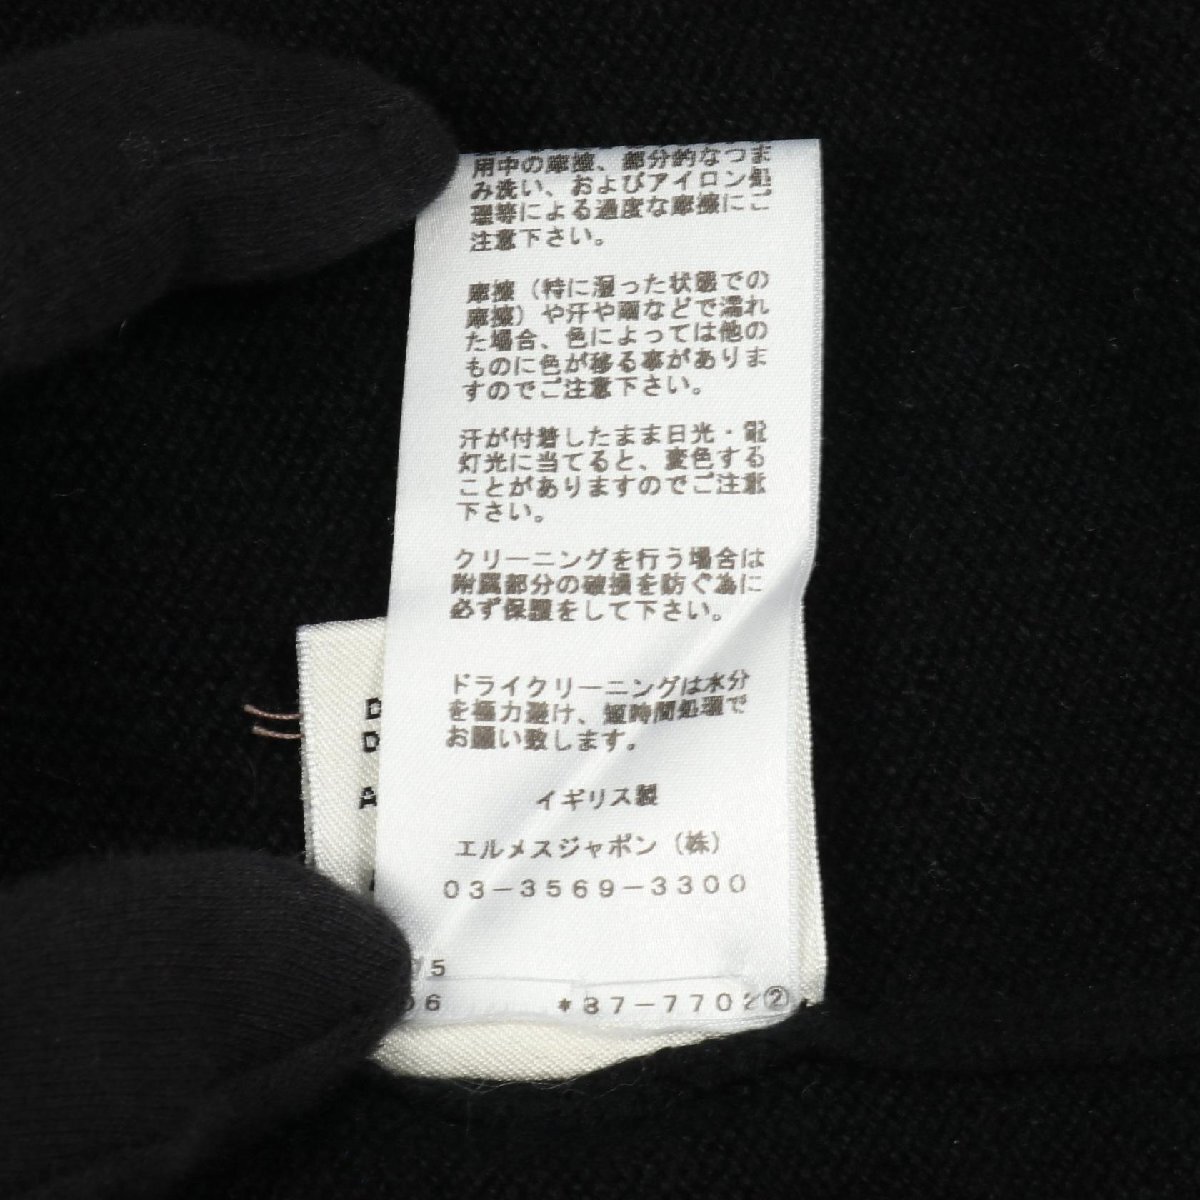 用中の摩擦、部分的なつま
み洗い、およびアイロン処
理等による過度な摩擦にご
注意下さい。
摩擦（特に湿った状態での
摩擦）や汗や雨などで濡れ
た場合、色によっては他の
ものに色が移る事がありま
すのでご注意下さい。
汗が付着したまま日光・電
灯光に当てると、変色する
ことがありますのでご注意
下さい。
クリーニングを行う場合は
附属部分の破損を防ぐ為に
必ず保護をして下さい。
ドライクリーニングは水分
を極力避け、短時間処理で
お願い致します。
イギリス製
エルメスジャポン（株）
03-3569-3300
D
D
A
75
06 *87-7702②